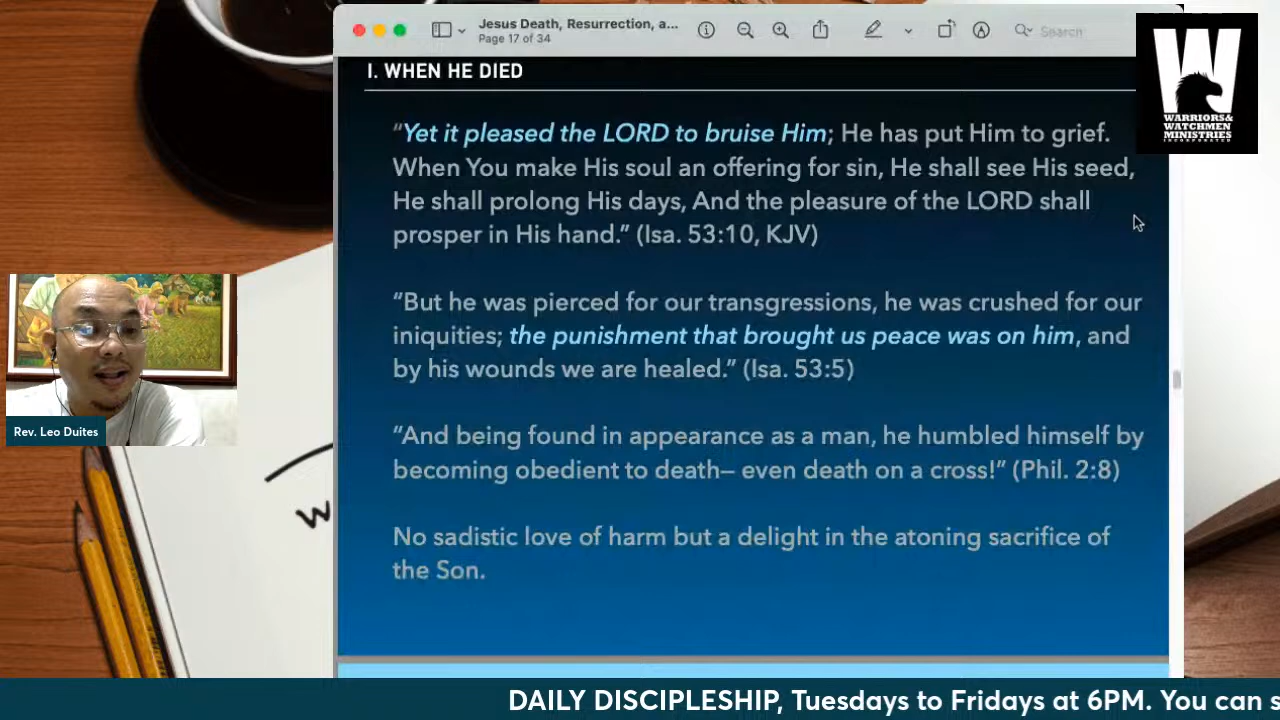 Jesus Death, Resurrection, a...
Page 17 of 34
Search
I. WHEN HE DIED
"Yet it pleased the LORD to bruise Him; He has put Him to grief.
When You make His soul an offering for sin, He shall see His seed,
He shall prolong His days, And the pleasure of the LORD shall
prosper in His hand." (Isa. 53:10, KJV)
"But he was pierced for our transgressions, he was crushed for our
iniquities; the punishment that brought us peace was on him, and
by his wounds we are healed." (Isa. 53:5)
"And being found in appearance as a man, he humbled himself by
becoming obedient to death— even death on a cross!" (Phil. 2:8)
No sadistic love of harm but a delight in the atoning sacrifice of
the Son.
W
WARRIORS&
WATCHMEN
MINISTRIES
INCORPORATED
Rev. Leo Duites
DAILY DISCIPLESHIP, Tuesdays to Fridays at 6PM. You can s